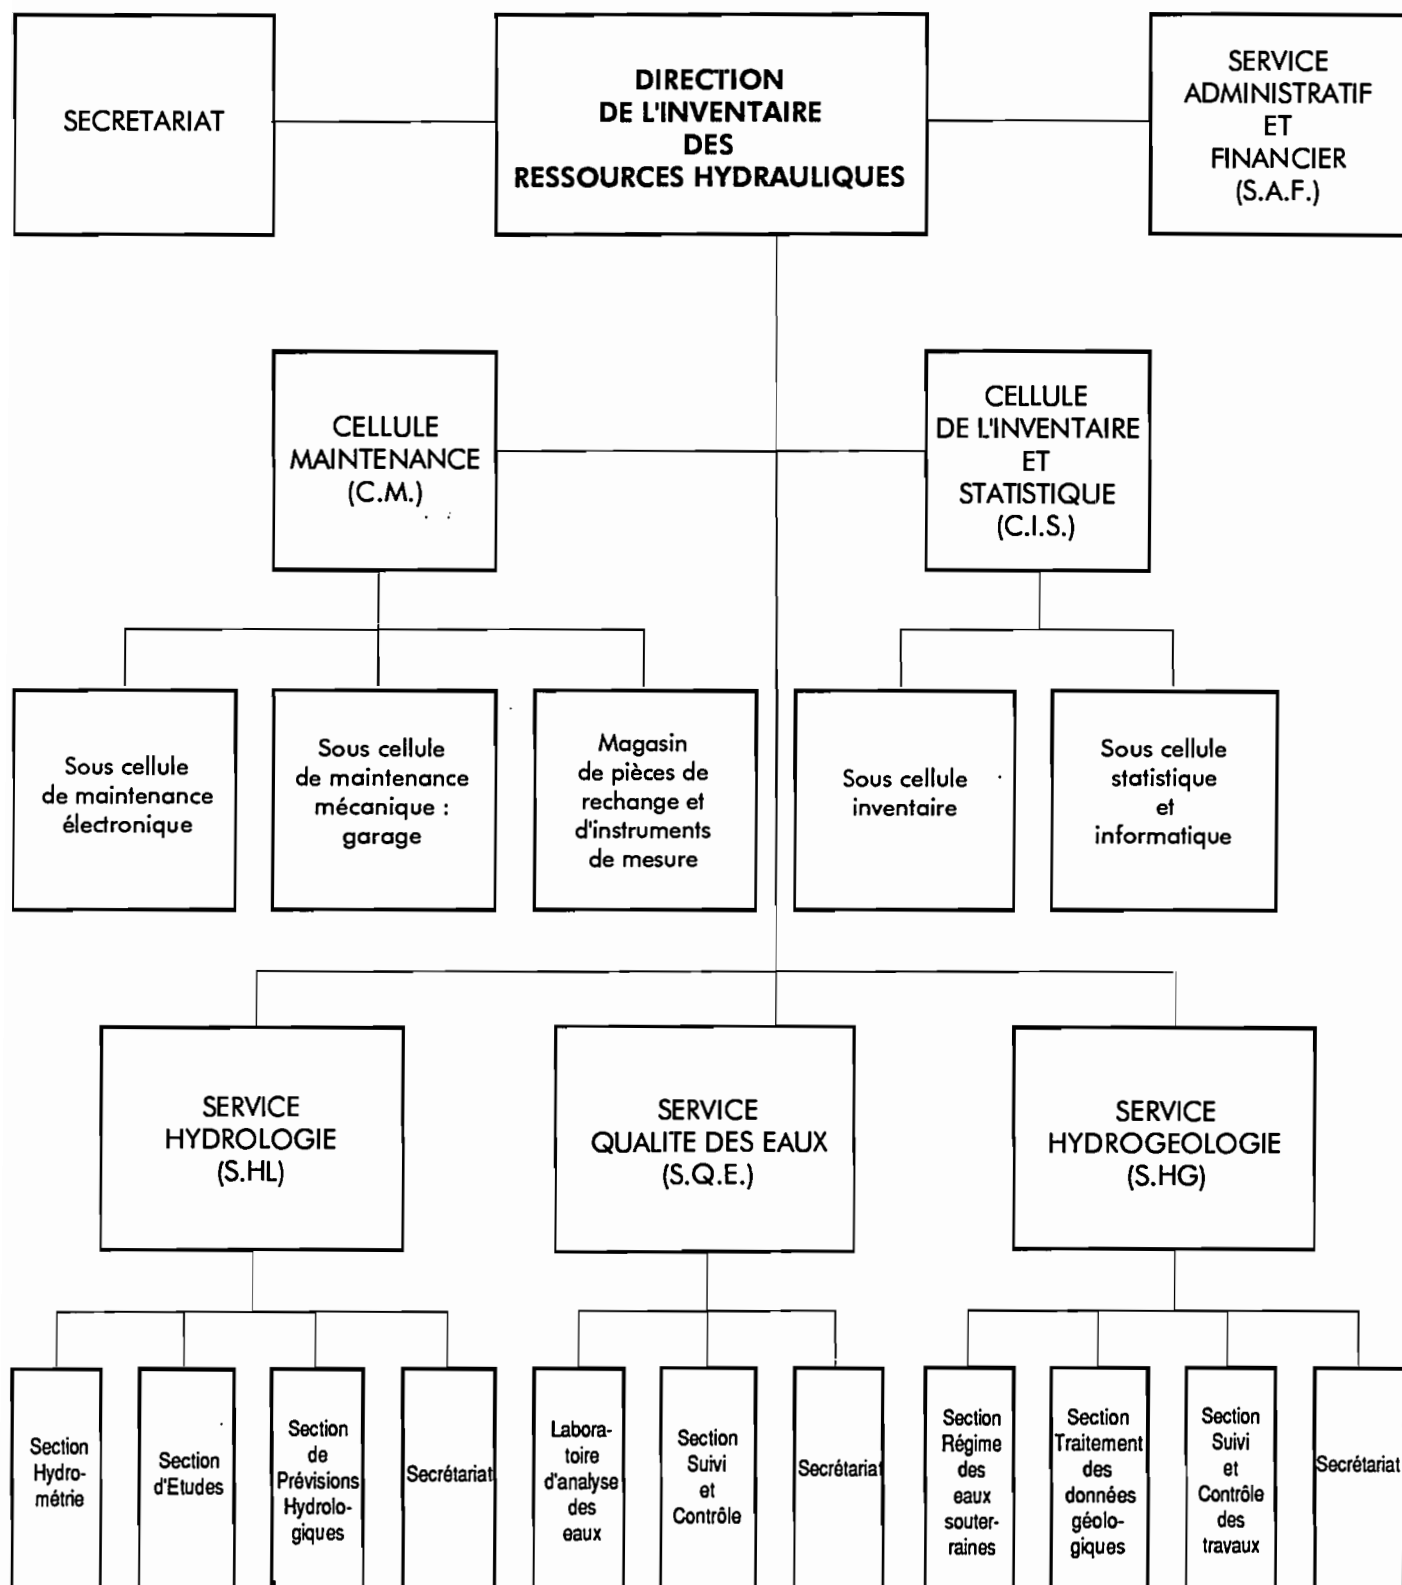 SECRETARIAT
DIRECTION
DE L'INVENTAIRE
DES
RESSOURCES HYDRAULIQUES
SERVICE
ADMINISTRATIF
ET
FINANCIER
(S.A.F.)
CELLULE
MAINTENANCE
(C.M.)
CELLULE
DE L'INVENTAIRE
ET
STATISTIQUE
(C.I.S.)
Sous cellule
de maintenance
électronique
Sous cellule
de maintenance
mécanique :
garage
Magasin
de pièces de
rechange et
d'instruments
de mesure
Sous cellule
inventaire
Sous cellule
statistique
et
informatique
SERVICE
HYDROLOGIE
(S.HL)
SERVICE
QUALITE DES EAUX
(S.Q.E.)
SERVICE
HYDROGEOLOGIE
(S.HG)
Section
Hydro-
métrie
Section
d'Etudes
Section
de
Prévisions
Hydrolo-
giques
Secrétariat
Labora-
toire
d'analyse
des
eaux
Section
Suivi
et
Contrôle
Secrétariat
Section
Régime
des
eaux
souter-
raines
Section
Traitement
des
données
géolo-
giques
Section
Suivi
et
Contrôle
des
travaux
Secrétariat